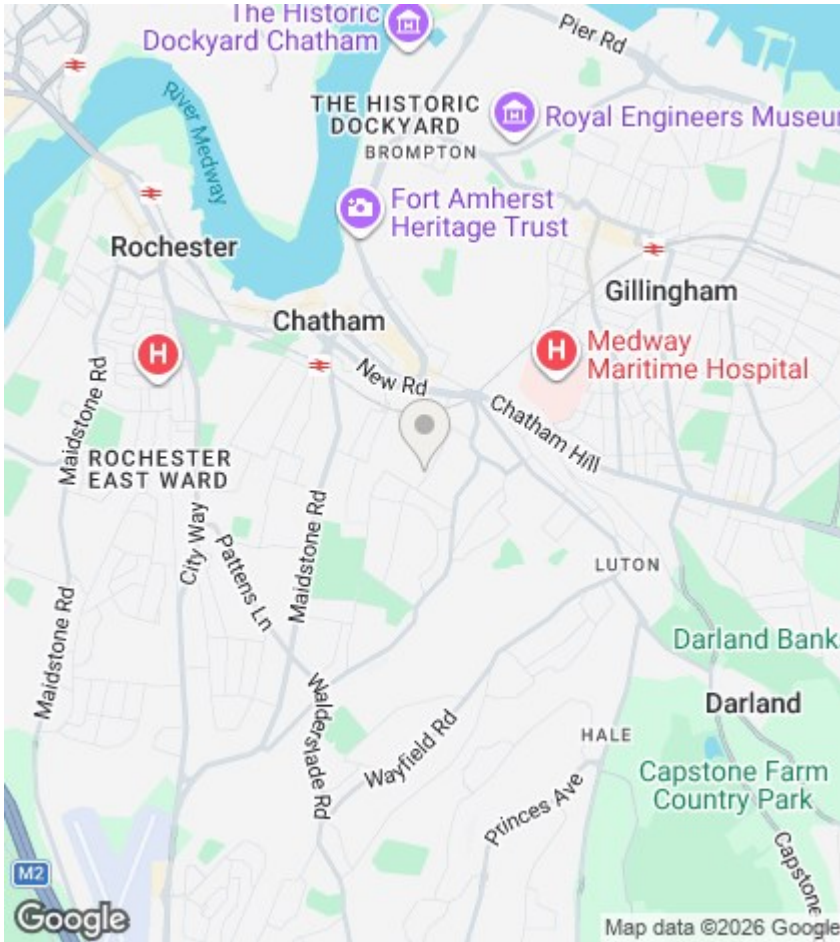 The Historic
Dockyard Chatham
Pier Rd
River Medway
THE HISTORIC
DOCKYARD
Royal Engineers Museu
BROMPTON
Fort Amherst
Heritage Trust
Rochester
Gillingham
Chatham
H
H
Medway
Maritime Hospital
New Rd
Chatham Hill
Maidstone Rd
ROCHESTER
EAST WARD
City Way
Maidstone Rd
Pattens Ln
LUTON
Maidstone Rd
Darland Bank
Walderslade Rd
Darland
Wayfield Rd
HALE
Capstone Farm
Country Park
Princes Ave
Capstone
M2
Google
Map data ©2026 Google